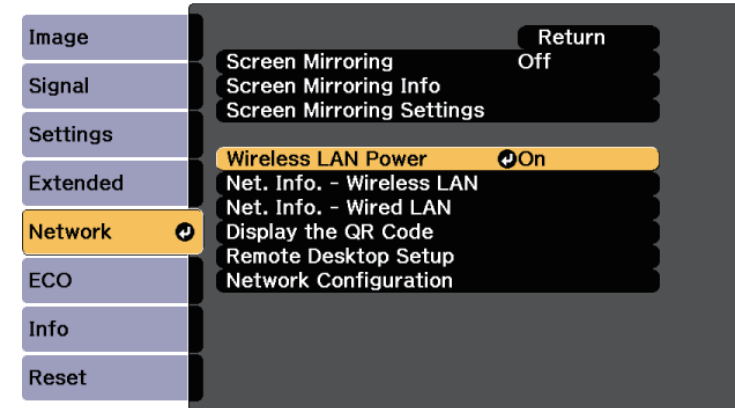 Image
Signal
Settings
Extended
Network
ECO
Info
Reset
Return
Screen Mirroring Off
Screen Mirroring Info
Screen Mirroring Settings
Wireless LAN Power On
Net. Info. - Wireless LAN
Net. Info. - Wired LAN
Display the QR Code
Remote Desktop Setup
Network Configuration